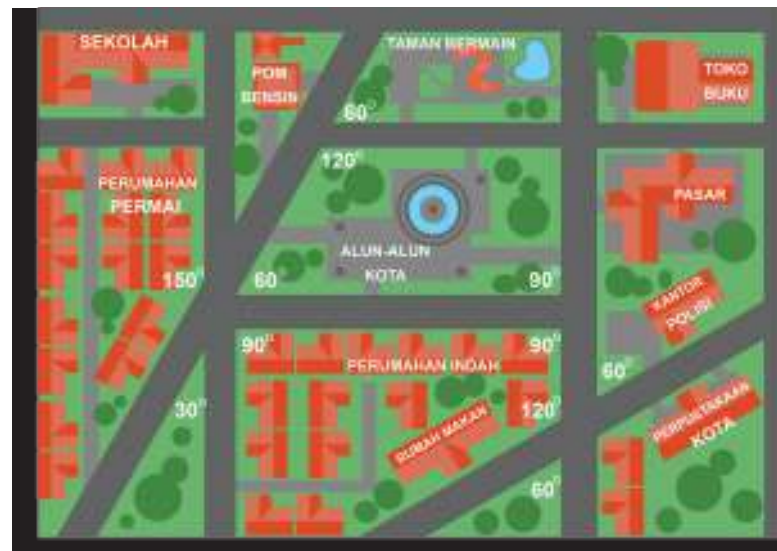 SEKOLAH
POM
BENSIN
TAMAN BERMAIN
TOKO
BUKU
60°
120°
PERUMAHAN
PERMAI
PASAR
ALUN-ALUN
KOTA
150°
60
90°
KANTOR
POLISI
90°
90°
PERUMAHAN INDAH
60°
30°
120°
RUMAH MAKAN
PERPUSTAKAAN
KOTA
60°